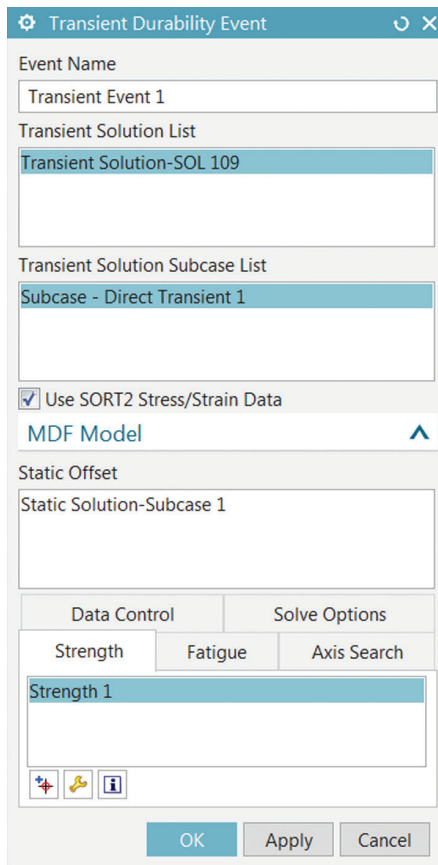 Transient Durability Event
Event Name
Transient Event 1
Transient Solution List
Transient Solution-SOL 109
Transient Solution Subcase List
Subcase - Direct Transient 1
Use SORT2 Stress/Strain Data
MDF Model
Static Offset
Static Solution-Subcase 1
Data Control Solve Options
Strength Fatigue Axis Search
Strength 1
OK Apply Cancel